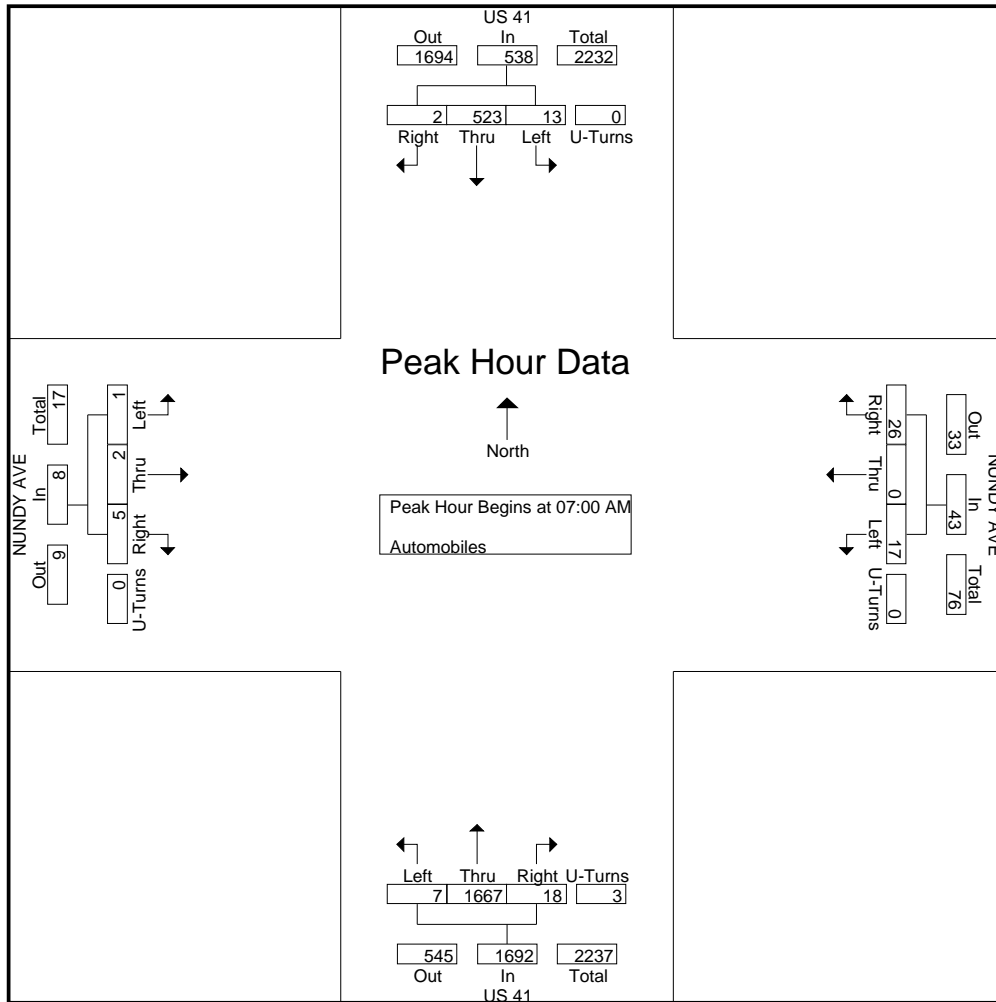 US 41
Out In Total
1694 538 2232
2 523 13 0
Right Thru Left U-Turns
Peak Hour Data
North
Peak Hour Begins at 07:00 AM
Automobiles
NUNDY AVE
Total In Out
17 8 9
1 2 5 0
Left Thru Right U-Turns
Right Thru Left U-Turns
26 0 17 0
33 43 76
Out In Total
NUNDY AVE
Left Thru Right U-Turns
7 1667 18 3
545 1692 2237
Out In Total
US 41